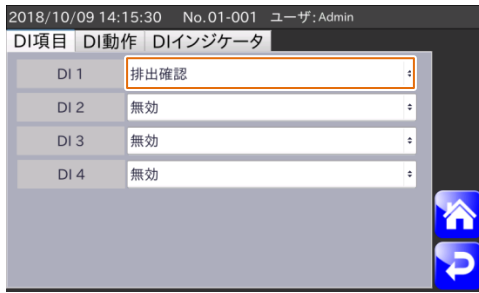 2018/10/09 14:15:30 No.01-001 ユーザ:Admin
DI項目 DI動作 DIインジケータ
DI 1 排出確認
DI 2 無効
DI 3 無効
DI 4 無効